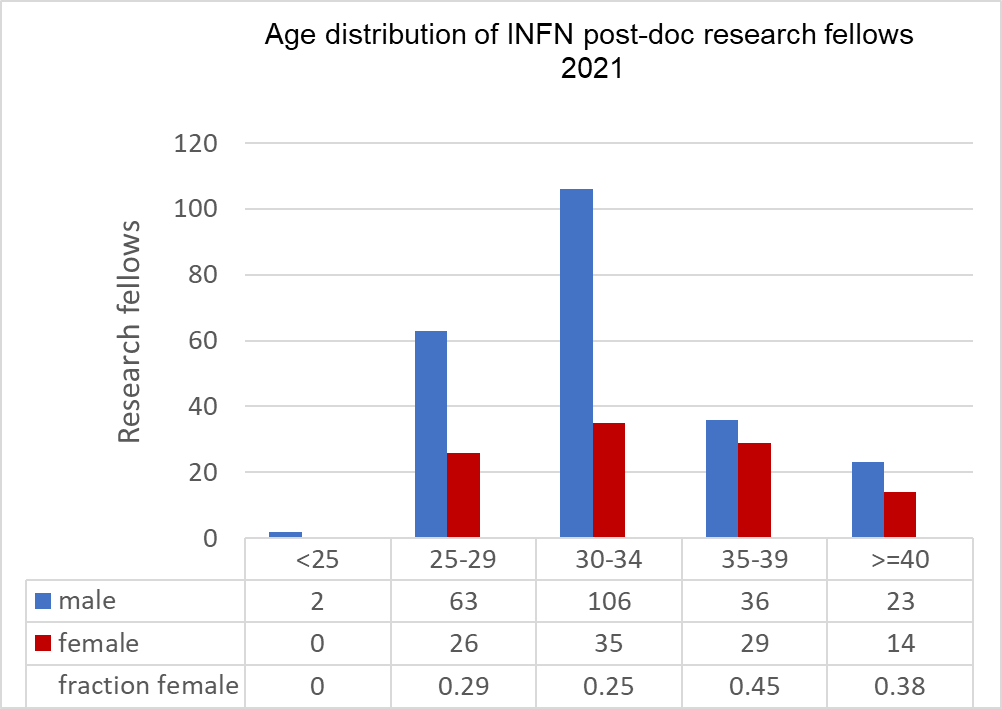 Age distribution of INFN post-doc research fellows
2021
120
100
80
60
40
20
0
Research fellows
<25 25-29 30-34 35-39 >=40
male 2 63 106 36 23
female 0 26 35 29 14
fraction female 0 0.29 0.25 0.45 0.38